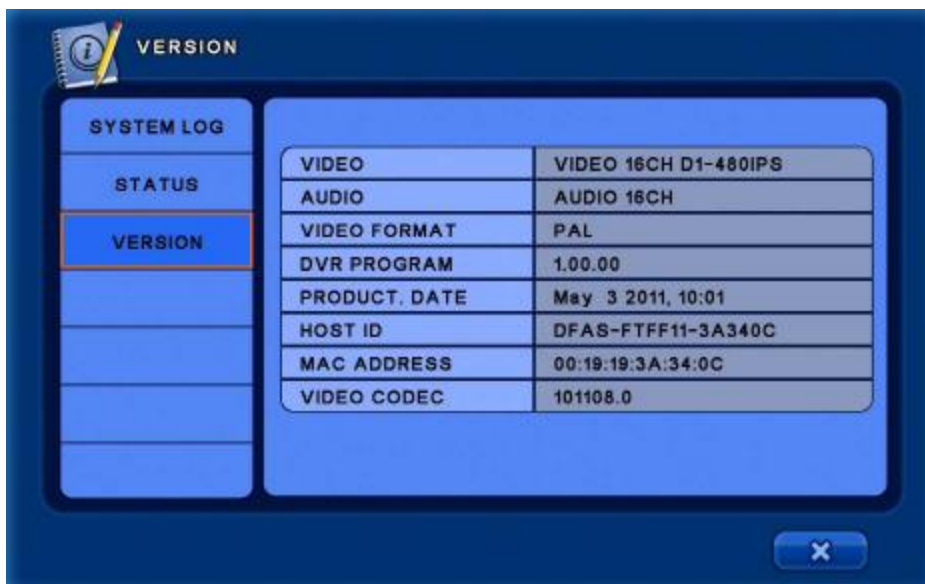 VERSION
SYSTEM LOG
STATUS
VERSION
VIDEO VIDEO 16CH D1-480IPS
AUDIO AUDIO 16CH
VIDEO FORMAT PAL
DVR PROGRAM 1.00.00
PRODUCT. DATE May 3 2011, 10:01
HOST ID DFAS-FTFF11-3A340C
MAC ADDRESS 00:19:19:3A:34:0C
VIDEO CODEC 101108.0